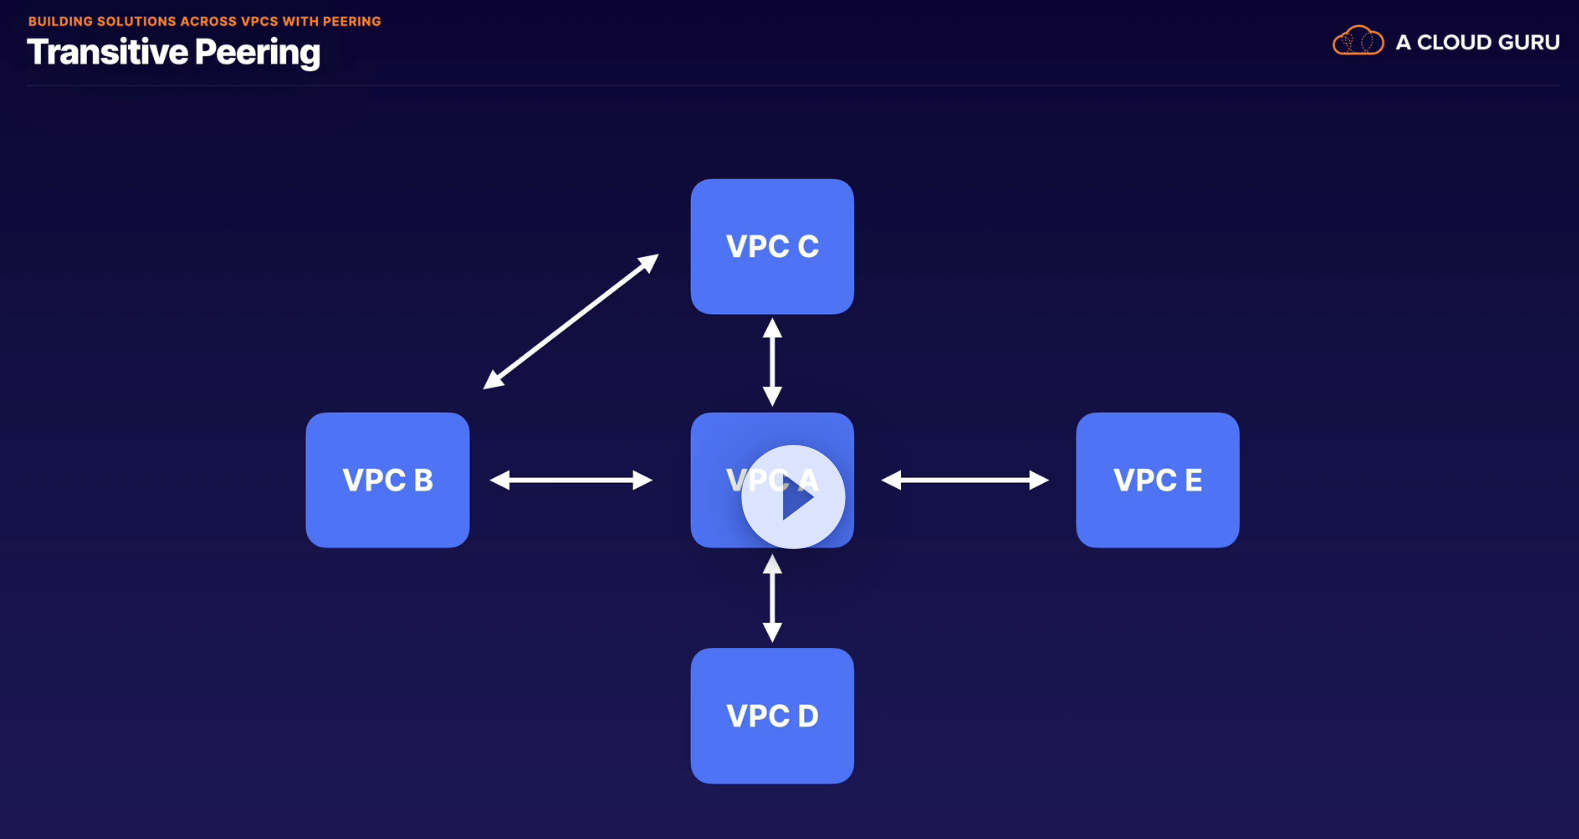 BUILDING SOLUTIONS ACROSS VPCS WITH PEERING
Transitive Peering
A CLOUD GURU
VPC C
VPC B
VPC A
VPC E
VPC D